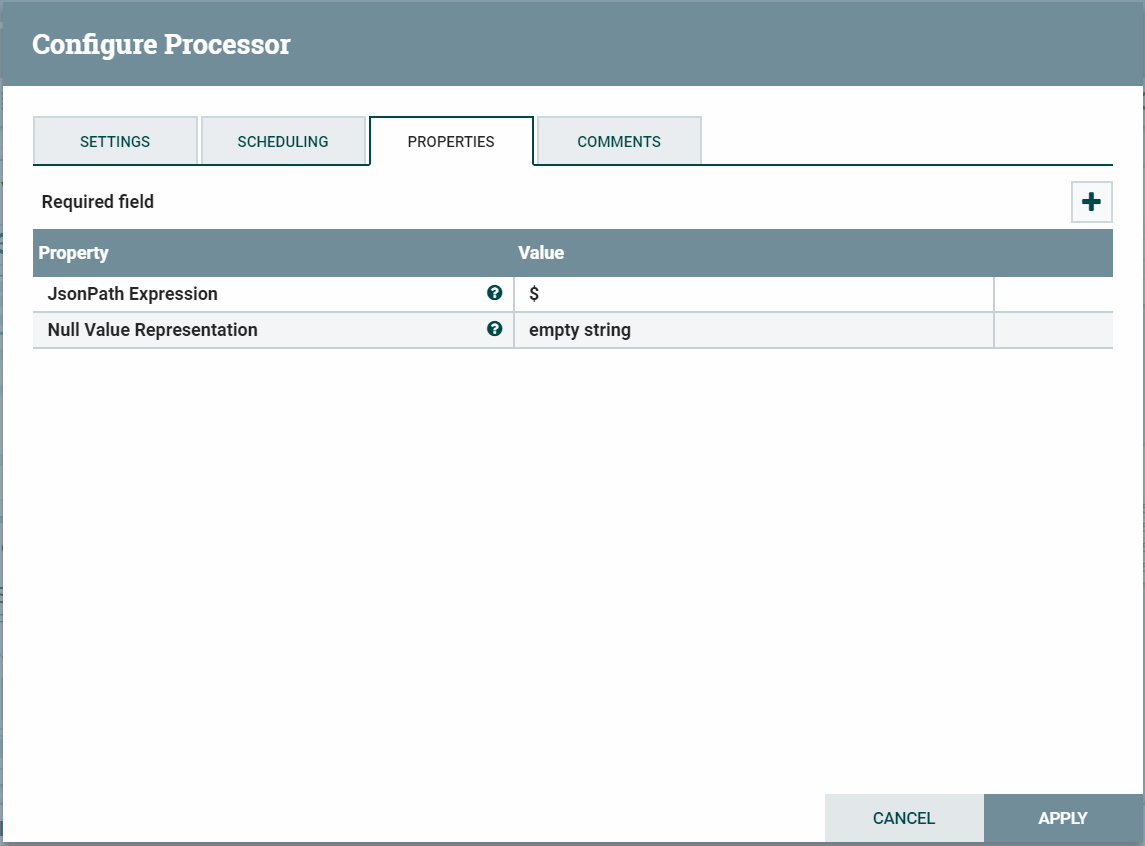 Configure Processor
SETTINGS SCHEDULING PROPERTIES COMMENTS
Required field
Property Value
JsonPath Expression $
Null Value Representation empty string
CANCEL APPLY